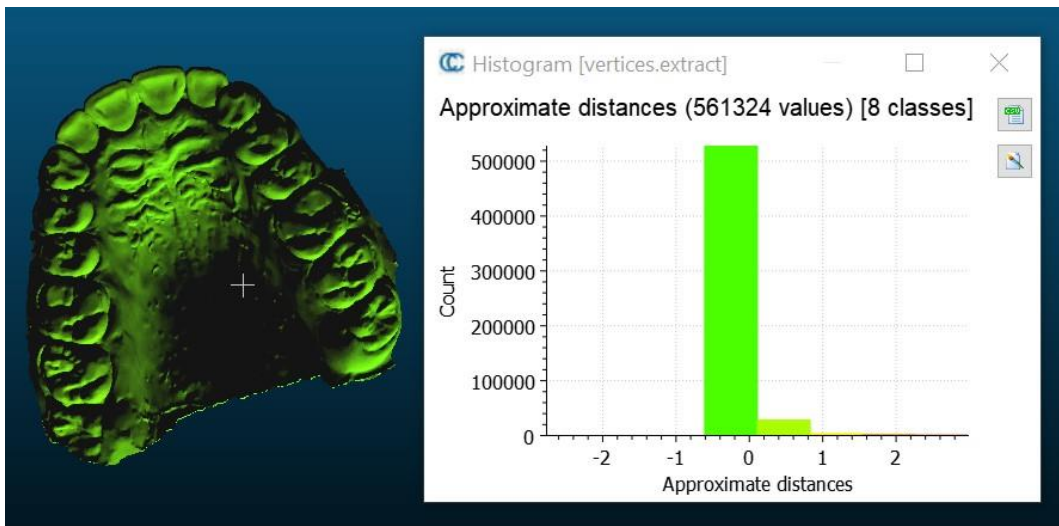 Histogram [vertices.extract]
Approximate distances (561324 values) [8 classes]
CSV
500000
400000
300000
200000
100000
0
Count
-2 -1 0 1 2
Approximate distances